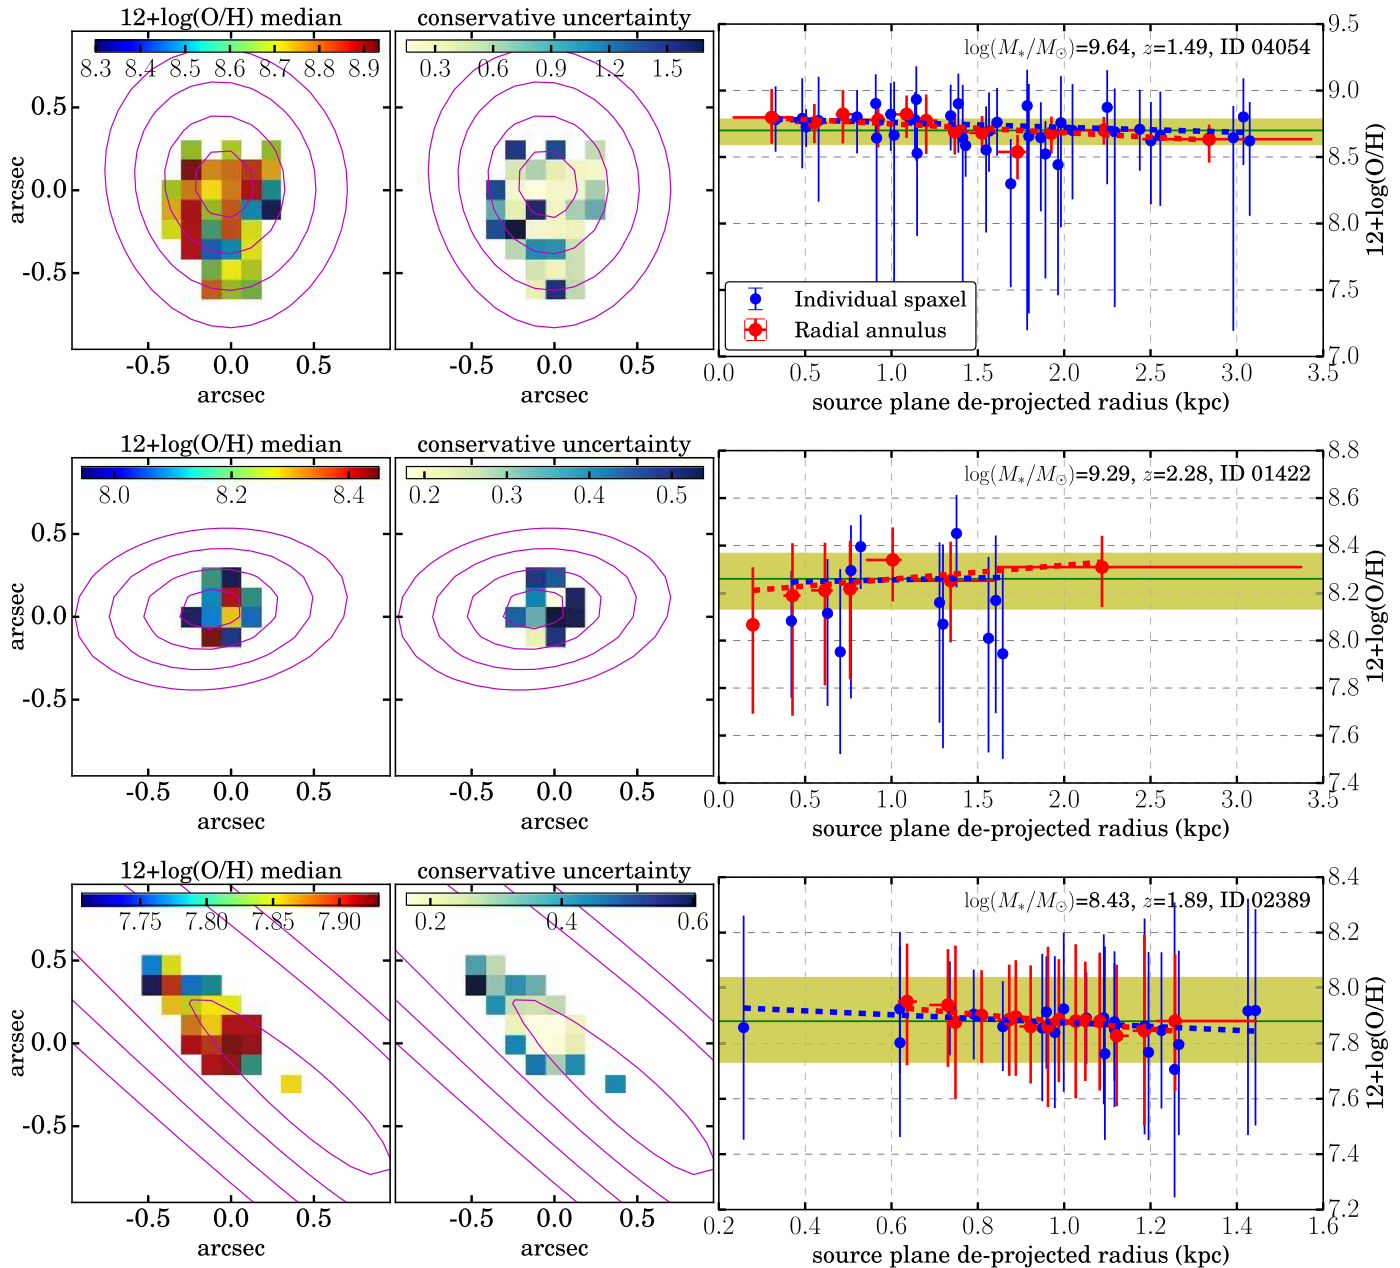 12+log(O/H) median
conservative uncertainty
8.3 8.4 8.5 8.6 8.7 8.8 8.9
0.3 0.6 0.9 1.2 1.5
log(M*/M⊙)=9.64, z=1.49, ID 04054
9.5
9.0
8.5
8.0
7.5
7.0
12+log(O/H)
0.5
0.0
-0.5
arcsec
Individual spaxel
Radial annulus
-0.5 0.0 0.5
-0.5 0.0 0.5
0.0 0.5 1.0 1.5 2.0 2.5 3.0 3.5
arcsec
arcsec
source plane de-projected radius (kpc)
12+log(O/H) median
conservative uncertainty
8.0 8.2 8.4
0.2 0.3 0.4 0.5
log(M*/M⊙)=9.29, z=2.28, ID 01422
8.8
8.6
8.4
8.2
8.0
7.8
7.6
7.4
12+log(O/H)
0.5
0.0
-0.5
arcsec
-0.5 0.0 0.5
-0.5 0.0 0.5
0.0 0.5 1.0 1.5 2.0 2.5 3.0 3.5
arcsec
arcsec
source plane de-projected radius (kpc)
12+log(O/H) median
conservative uncertainty
7.75 7.80 7.85 7.90
0.2 0.4 0.6
log(M*/M⊙)=8.43, z=1.89, ID 02389
8.4
8.2
8.0
7.8
7.6
7.4
7.2
12+log(O/H)
0.5
0.0
-0.5
arcsec
-0.5 0.0 0.5
-0.5 0.0 0.5
0.2 0.4 0.6 0.8 1.0 1.2 1.4 1.6
arcsec
arcsec
source plane de-projected radius (kpc)